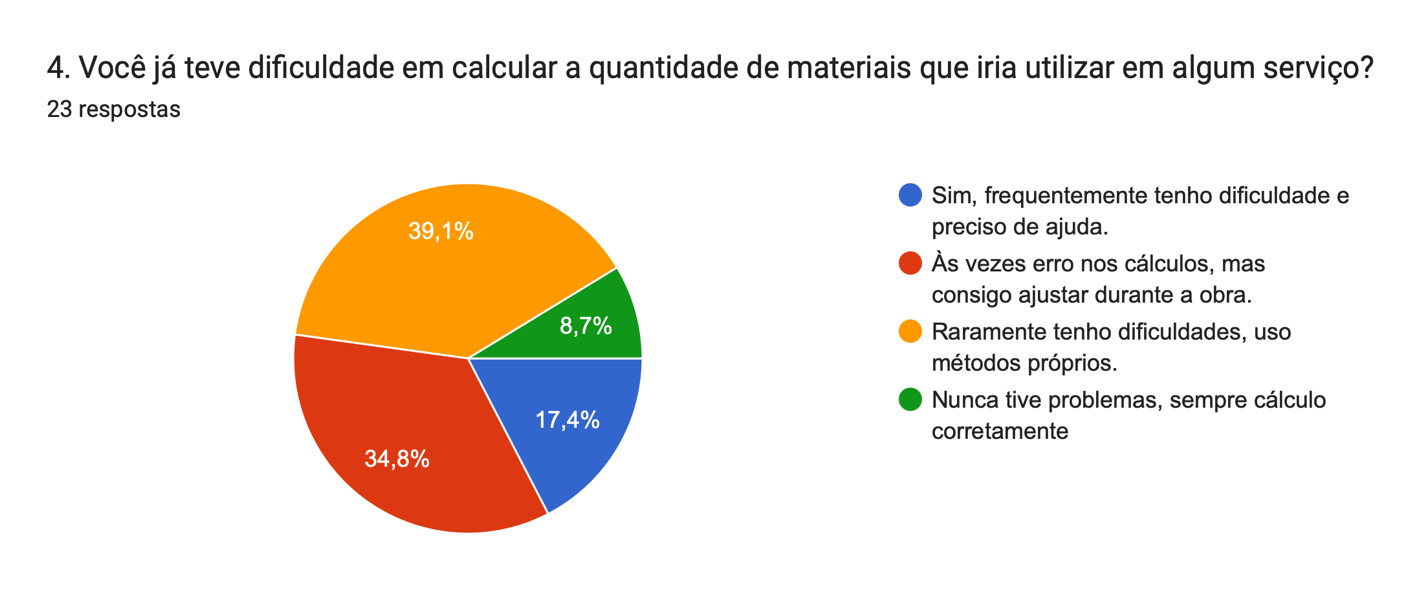 4. Você já teve dificuldade em calcular a quantidade de materiais que iria utilizar em algum serviço?
23 respostas
39,1%
8,7%
17,4%
34,8%
Sim, frequentemente tenho dificuldade e
preciso de ajuda.
Às vezes erro nos cálculos, mas
consigo ajustar durante a obra.
Raramente tenho dificuldades, uso
métodos próprios.
Nunca tive problemas, sempre cálculo
corretamente